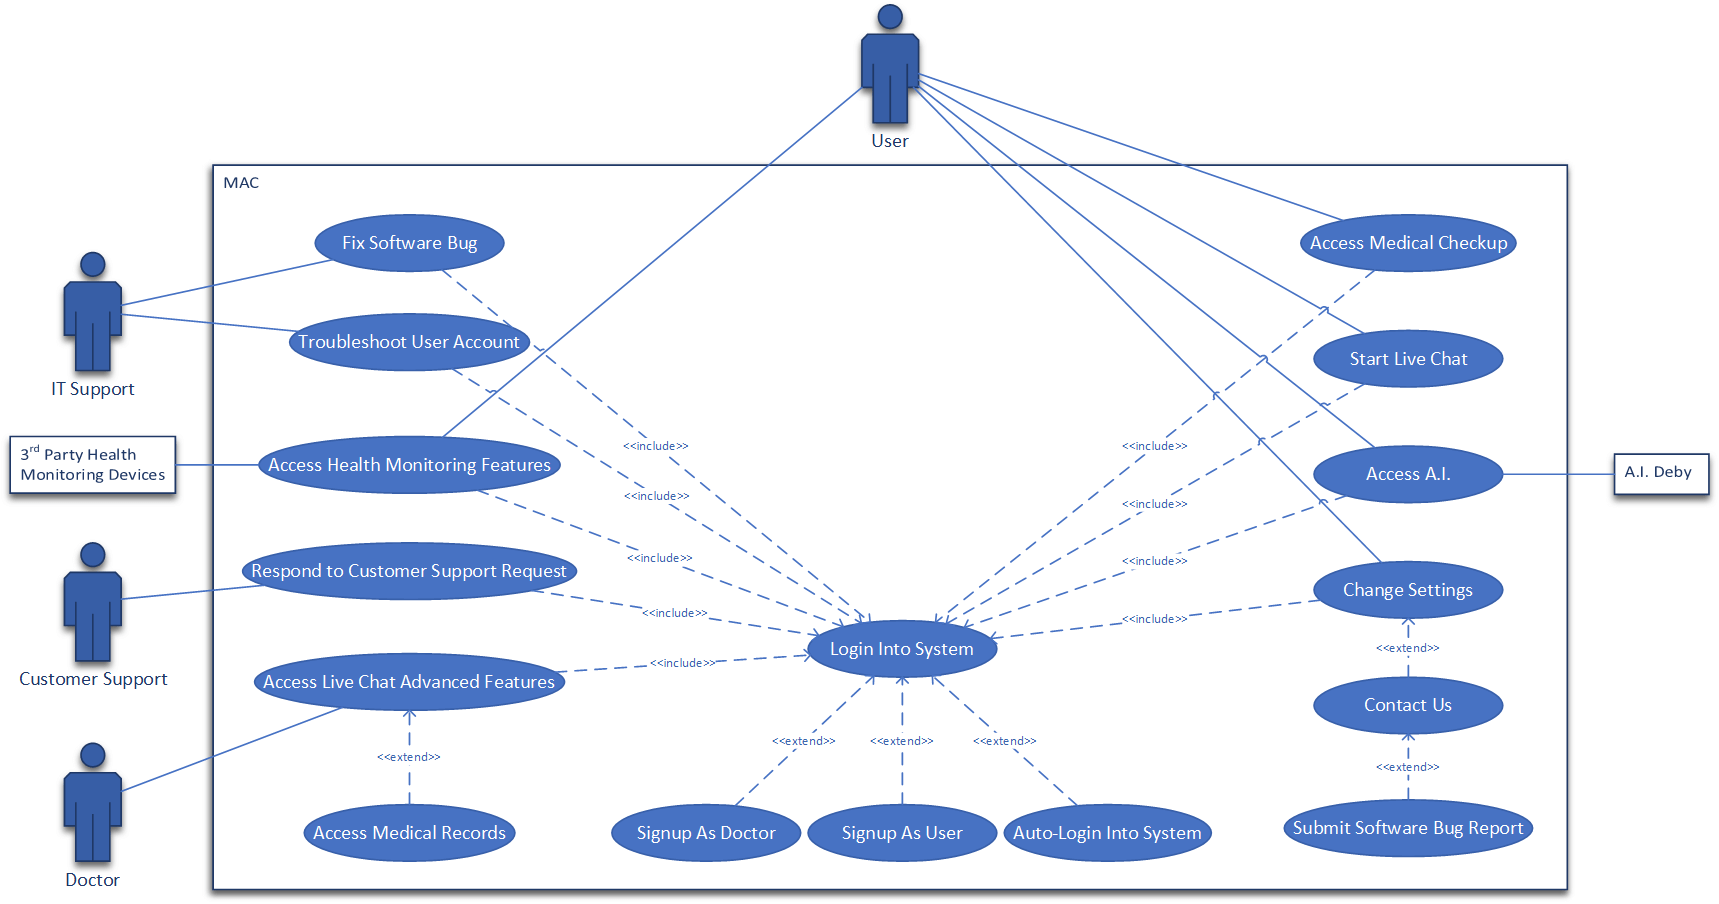 User
MAC
Fix Software Bug
Access Medical Checkup
Troubleshoot User Account
Start Live Chat
IT Support
<<include>>
<<include>>
3rd Party Health
Monitoring Devices
Access Health Monitoring Features
Access A.I.
A.I. Deby
<<include>>
<<include>>
<<include>>
<<include>>
Respond to Customer Support Request
Change Settings
<<include>>
<<include>>
Login Into System
<<extend>>
<<include>>
Customer Support
Access Live Chat Advanced Features
Contact Us
<<extend>>
<<extend>>
<<extend>>
<<extend>>
<<extend>>
Access Medical Records
Signup As Doctor
Signup As User
Auto-Login Into System
Submit Software Bug Report
Doctor